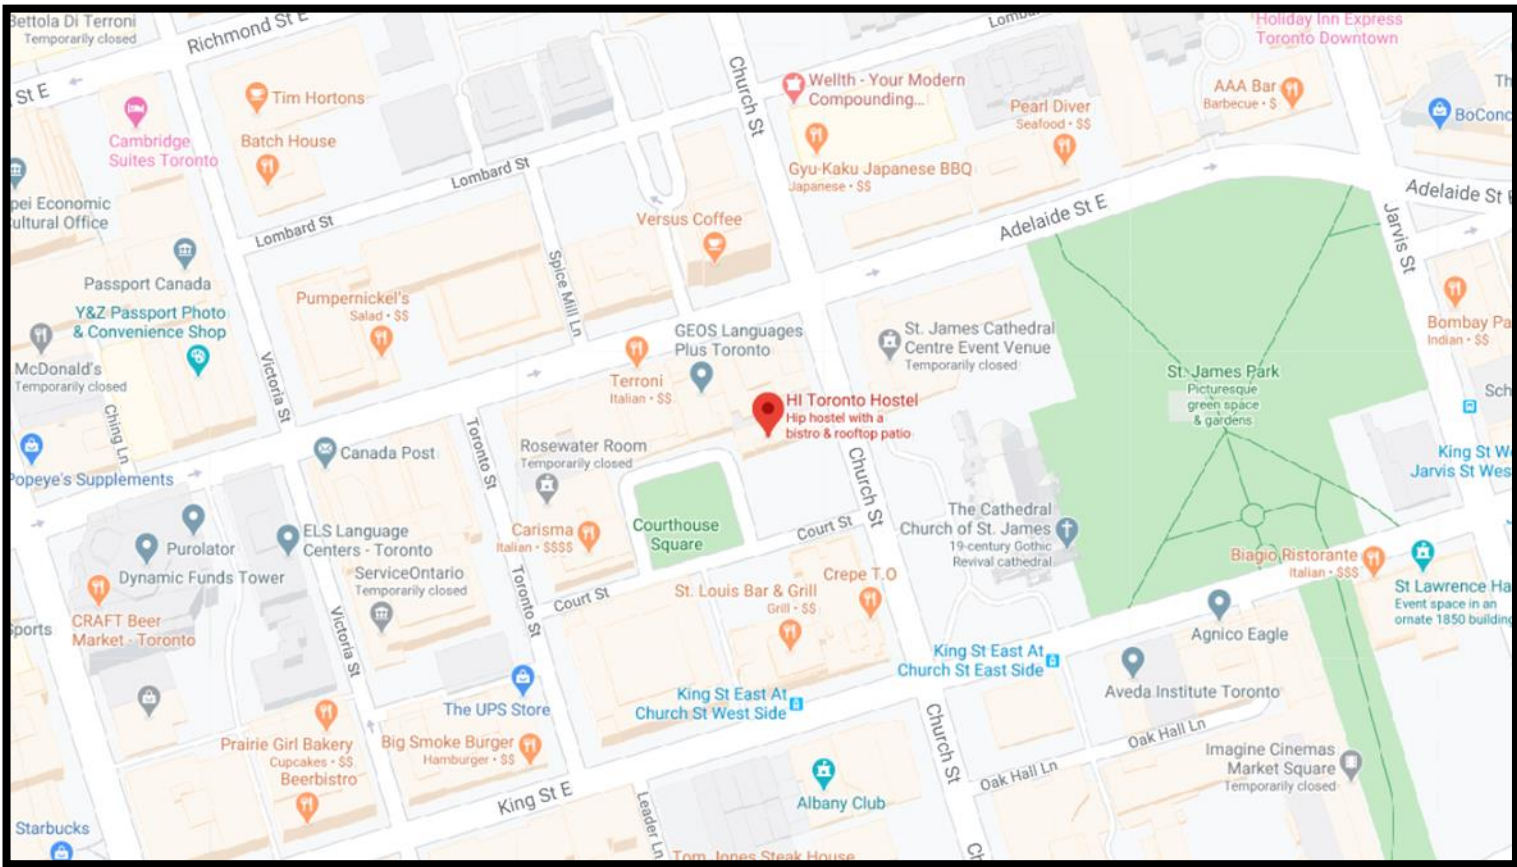 Bettola Di Terroni
Temporarily closed
Richmond St E
Lomba
Holiday Inn Express
Toronto Downtown
St E
Tim Hortons
Church St
Wellth - Your Modern
Compounding...
Pearl Diver
Seafood • $$
AAA Bar
Barbecue • $
Th
BoConc
Cambridge
Suites Toronto
Batch House
Lombard St
Gyu-Kaku Japanese BBQ
Japanese • $$
pei Economic
ultural Office
Lombard St
Versus Coffee
Adelaide St E
Adelaide St E
Jarvis St
Passport Canada
Spice Mill Ln
Y&Z Passport Photo
& Convenience Shop
Pumpernickel's
Salad • $$
GEOS Languages
Plus Toronto
St. James Cathedral
Centre Event Venue
Temporarily closed
Bombay Pa
Indian • $$
McDonald's
Temporarily closed
Victoria St
Terroni
Italian • $$
St. James Park
Picturesque
green space
& gardens
HI Toronto Hostel
Hip hostel with a
bistro & rooftop patio
Sch
Ching Ln
Toronto St
Canada Post
Rosewater Room
Temporarily closed
Church St
King St We
Jarvis St Wes
Popeye's Supplements
Purolator
Dynamic Funds Tower
ELS Language
Centers - Toronto
Carisma
Italian • $$$$
Courthouse
Square
Court St
The Cathedral
Church of St. James
19-century Gothic
Revival cathedral
Biagio Ristorante
Italian • $$$
ServiceOntario
Temporarily closed
Toronto St
Court St
St. Louis Bar & Grill
Grill • $$
Crepe T.O
St Lawrence Ha
Event space in an
ornate 1850 building
ports
CRAFT Beer
Market - Toronto
Victoria St
Agnico Eagle
King St East At
Church St East Side
Aveda Institute Toronto
King St East At
Church St West Side
The UPS Store
Church St
Prairie Girl Bakery
Cupcakes • $$
Big Smoke Burger
Hamburger • $$
Oak Hall Ln
Imagine Cinemas
Market Square
Temporarily closed
Beerbistro
King St E
Leader Ln
Albany Club
Oak Hall Ln
Starbucks
Tom Jones Steak House
Ch